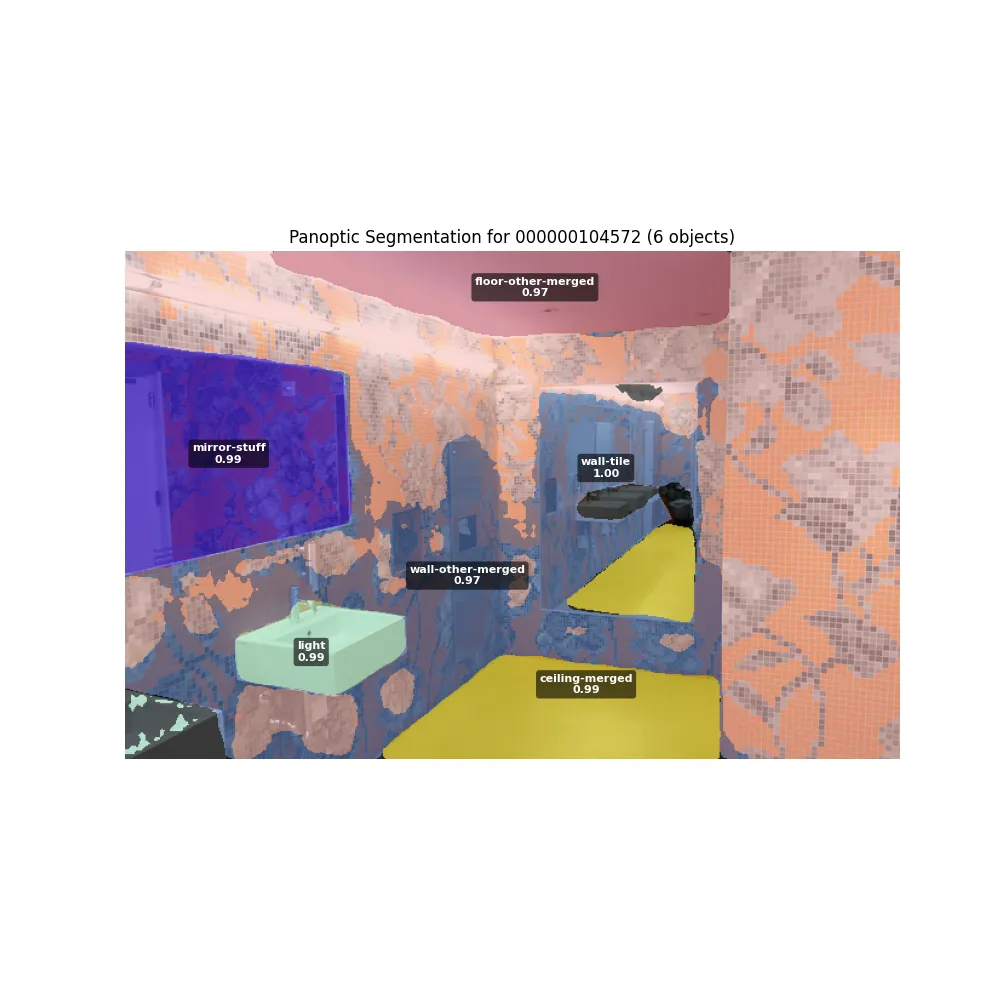 Panoptic Segmentation for 000000104572 (6 objects)
floor-other-merged
0.97
mirror-stuff
0.99
wall-tile
1.00
wall-other-merged
0.97
light
0.99
ceiling-merged
0.99